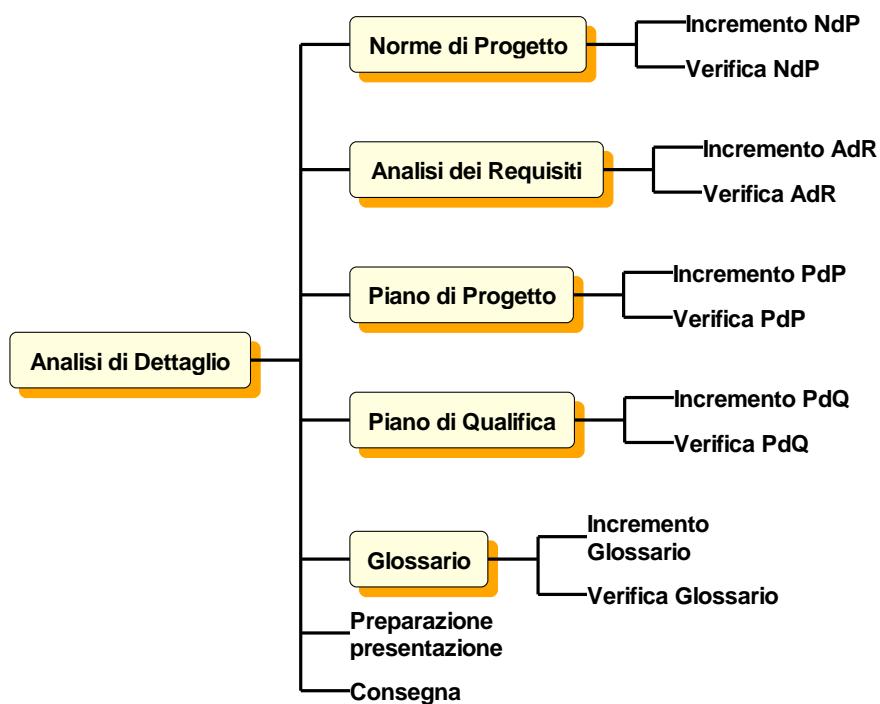 Analisi di Dettaglio
Norme di Progetto
Incremento NdP
Verifica NdP
Analisi dei Requisiti
Incremento AdR
Verifica AdR
Piano di Progetto
Incremento PdP
Verifica PdP
Piano di Qualifica
Incremento PdQ
Verifica PdQ
Glossario
Incremento
Glossario
Verifica Glossario
Preparazione
presentazione
Consegna